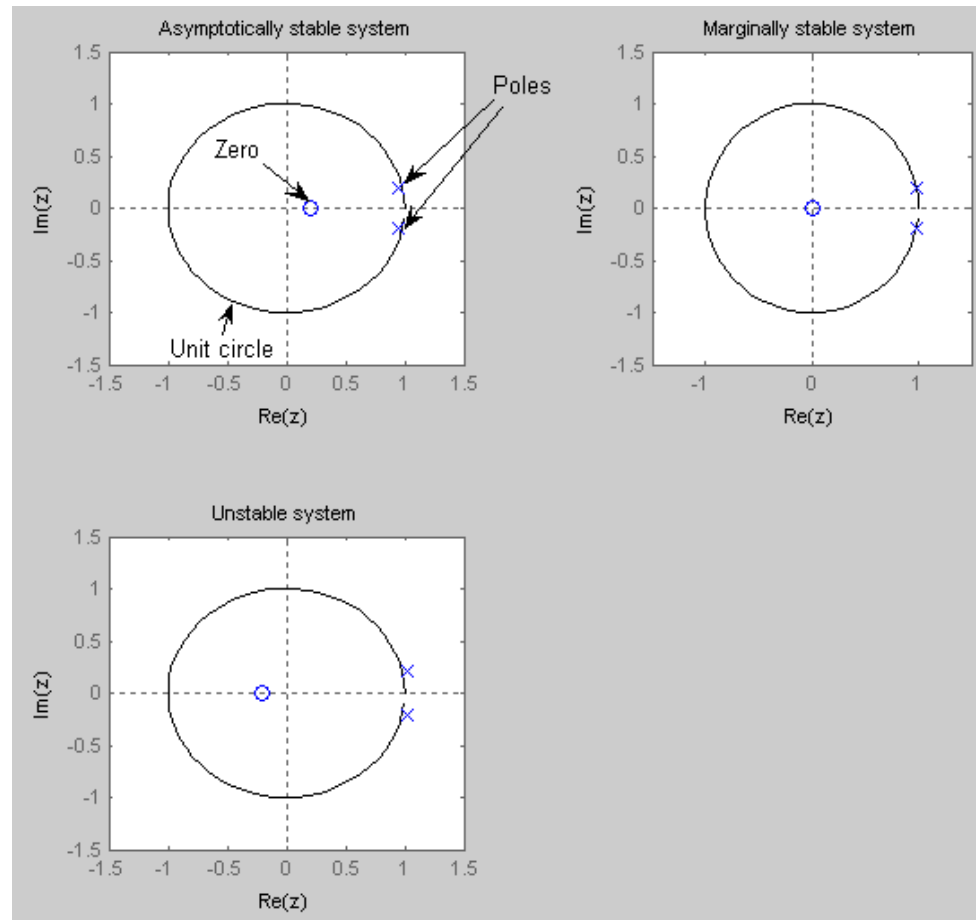 Asymptotically stable system
1.5
1
0.5
0
-0.5
-1
-1.5
Im(z)
Zero
Poles
Unit circle
-1.5 -1 -0.5 0 0.5 1 1.5
Re(z)
Marginally stable system
1.5
1
0.5
0
-0.5
-1
-1.5
Im(z)
-1 0 1
Re(z)
Unstable system
1.5
1
0.5
0
-0.5
-1
-1.5
Im(z)
-1.5 -1 -0.5 0 0.5 1 1.5
Re(z)